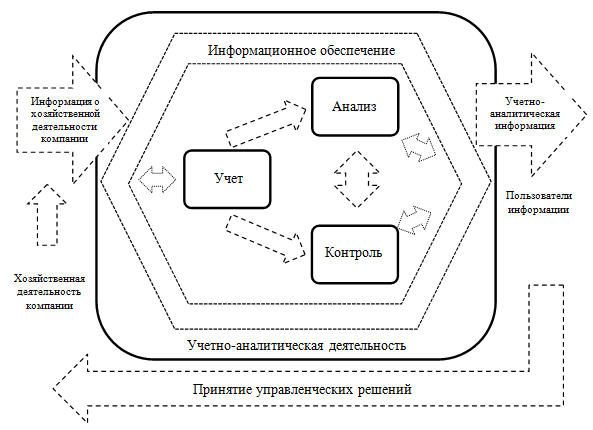 Информационное обеспечение
Информация о
хозяйственной
деятельности
компании
Анализ
Учетно-
аналитическая
информация
Учет
Пользователи
информации
Контроль
Хозяйственная
деятельность
компании
Учетно-аналитическая деятельность
Принятие управленческих решений